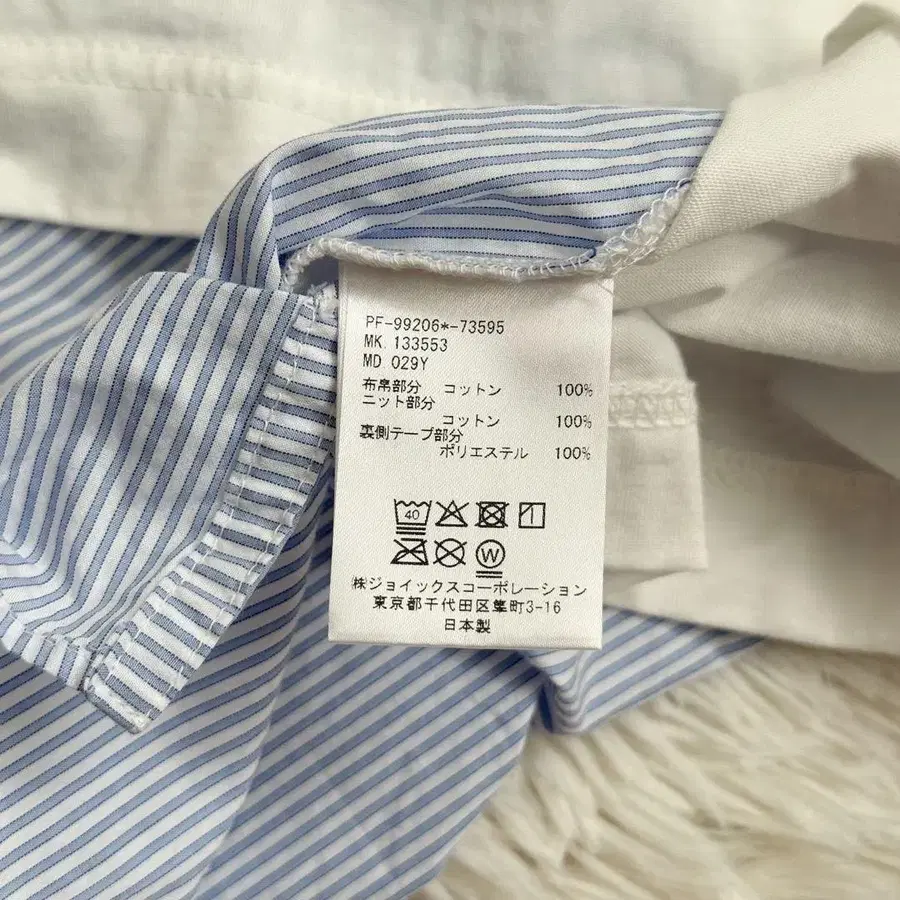 PF-99206*-73595
MK. 133553
MD 029Y
布帛部分 コットン 100%
ニット部分
コットン 100%
裏側テープ部分
ポリエステル 100%
40
W
㈱ジョイックスコーポレーション
東京都千代田区隼町3-16
日本製